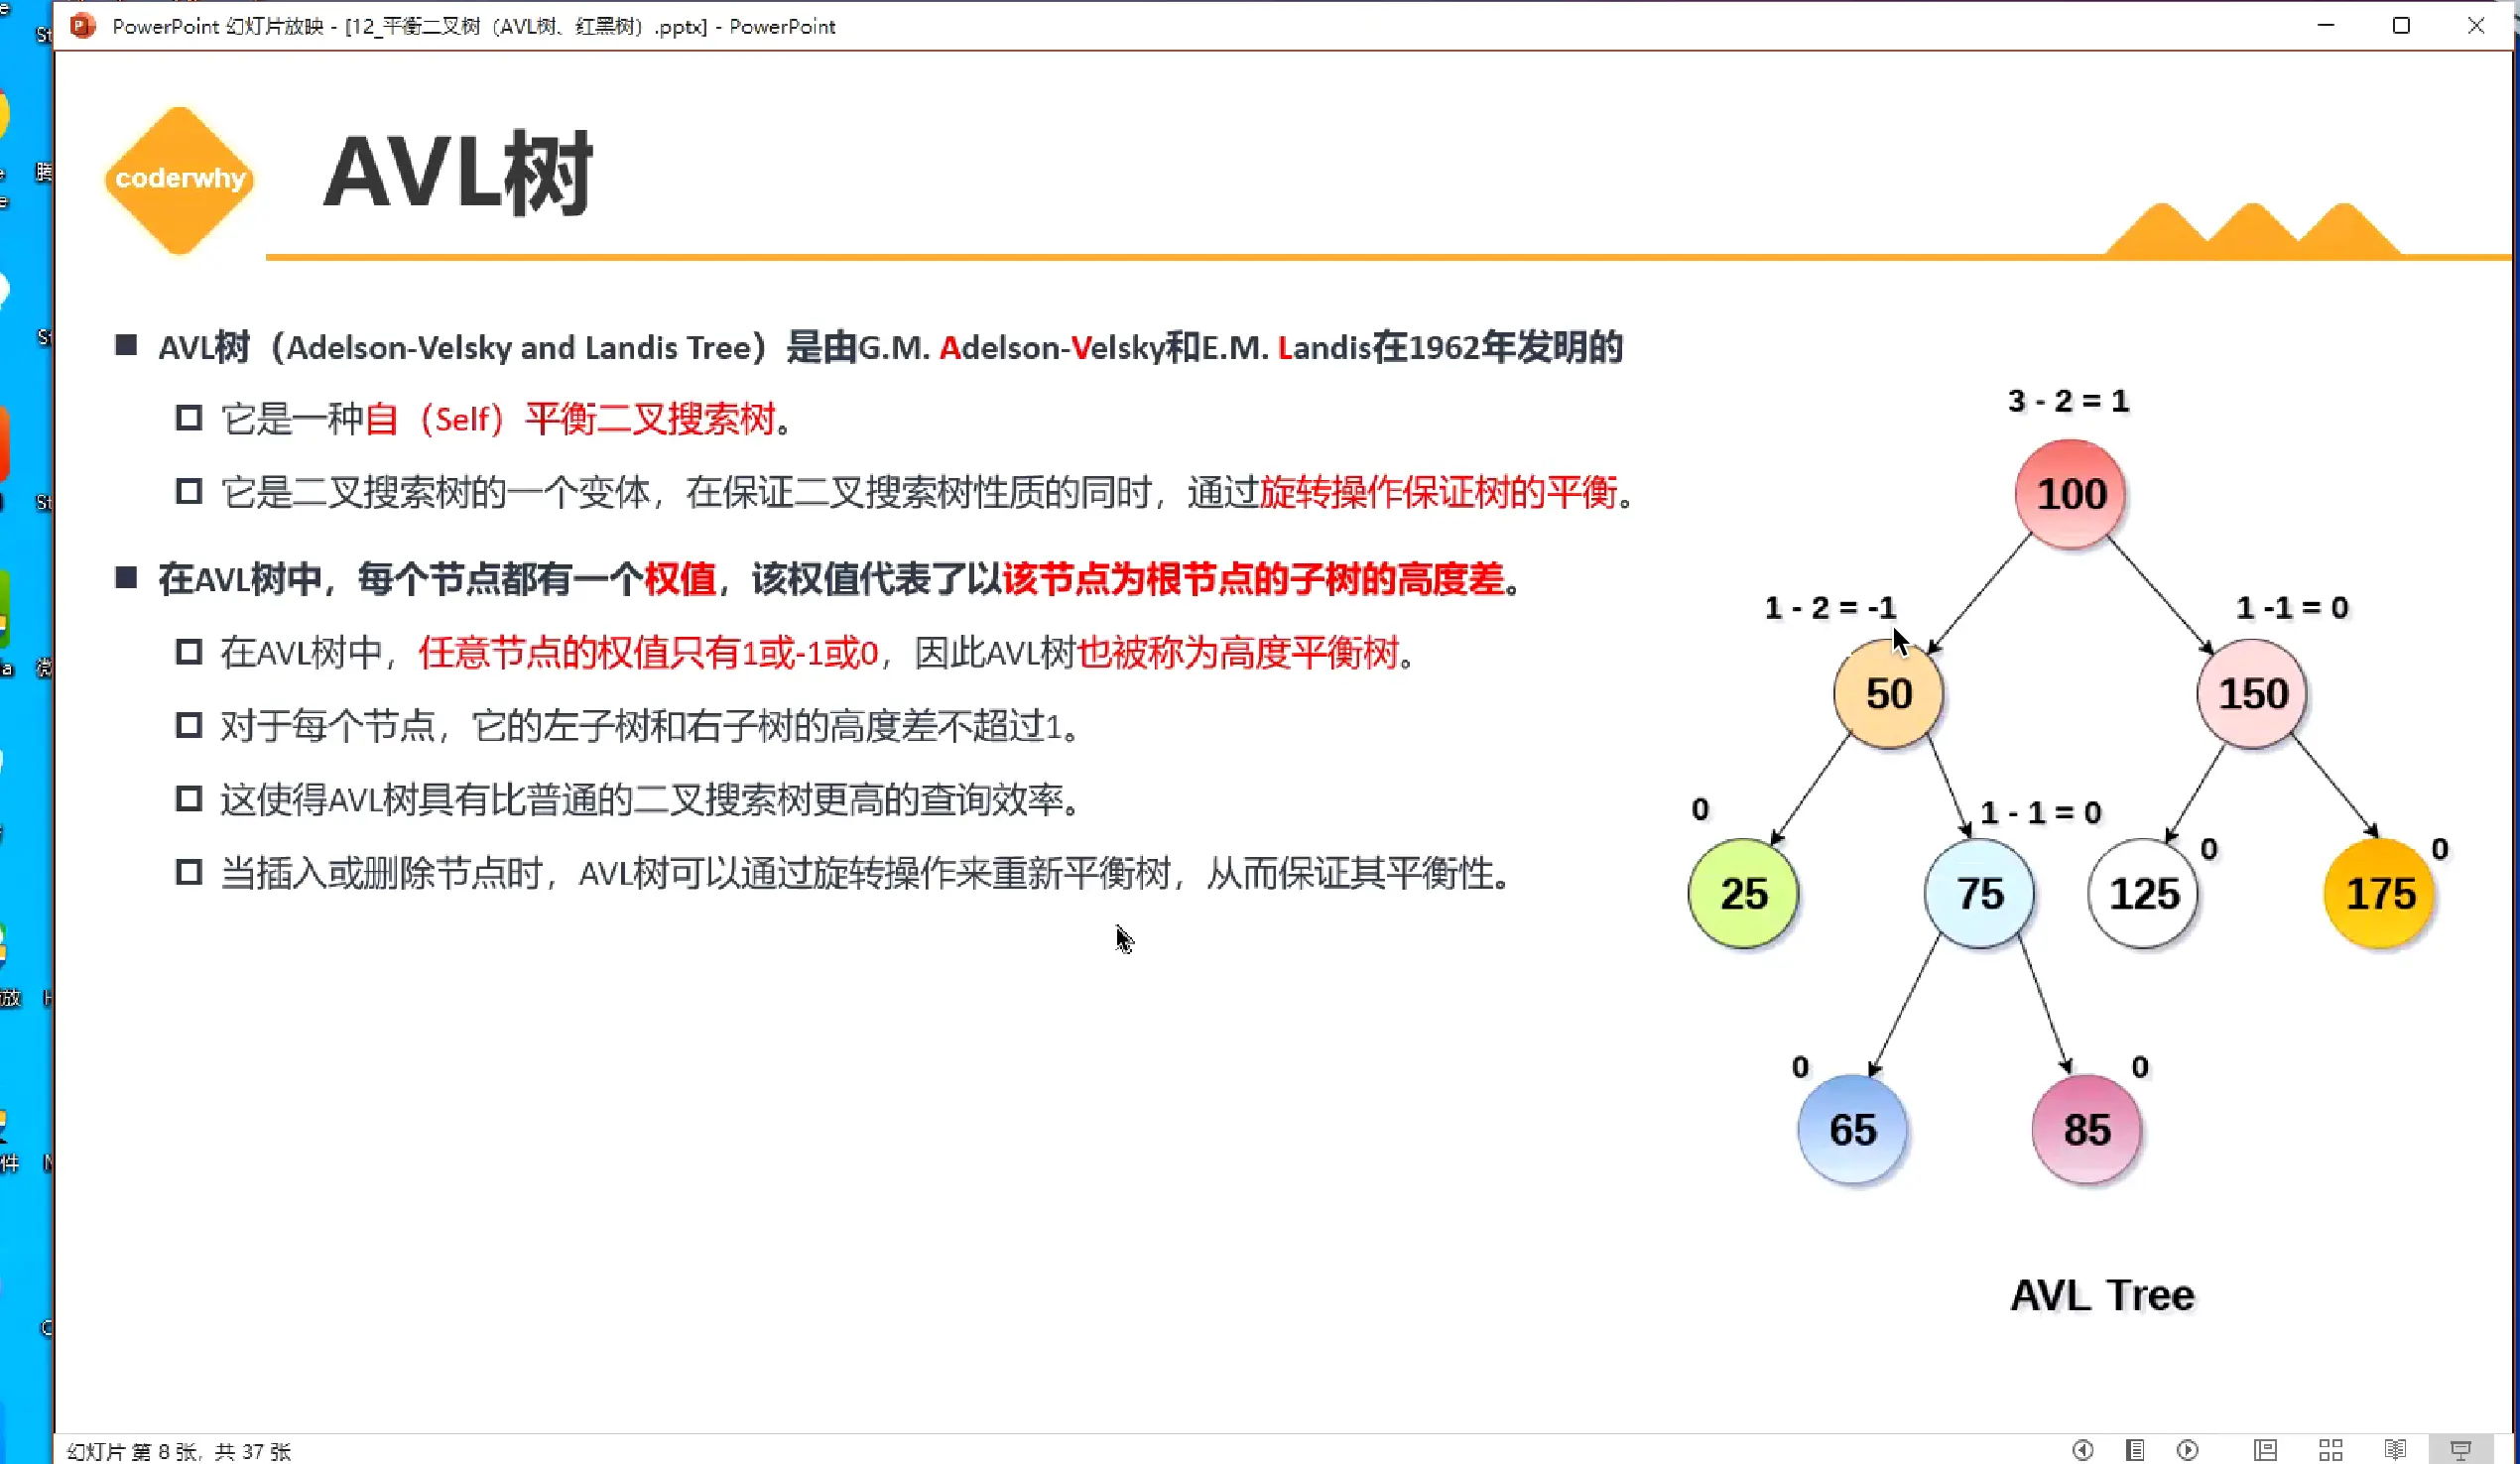 PowerPoint 幻灯片放映 - [12_平衡二叉树（AVL树、红黑树）.pptx] - PowerPoint
coderwhy
AVL树
AVL树（Adelson-Velsky and Landis Tree）是由G.M. Adelson-Velsky和E.M. Landis在1962年发明的
它是一种自（Self）平衡二叉搜索树。
它是二叉搜索树的一个变体，在保证二叉搜索树性质的同时，通过旋转操作保证树的平衡。
在AVL树中，每个节点都有一个权值，该权值代表了以该节点为根节点的子树的高度差。
在AVL树中，任意节点的权值只有1或-1或0，因此AVL树也被称为高度平衡树。
对于每个节点，它的左子树和右子树的高度差不超过1。
这使得AVL树具有比普通的二叉搜索树更高的查询效率。
当插入或删除节点时，AVL树可以通过旋转操作来重新平衡树，从而保证其平衡性。
3 - 2 = 1
100
1 - 2 = -1
1 -1 = 0
50
150
0
1 - 1 = 0
0
0
25
75
125
175
0
0
65
85
AVL Tree
幻灯片 第 8 张，共 37 张